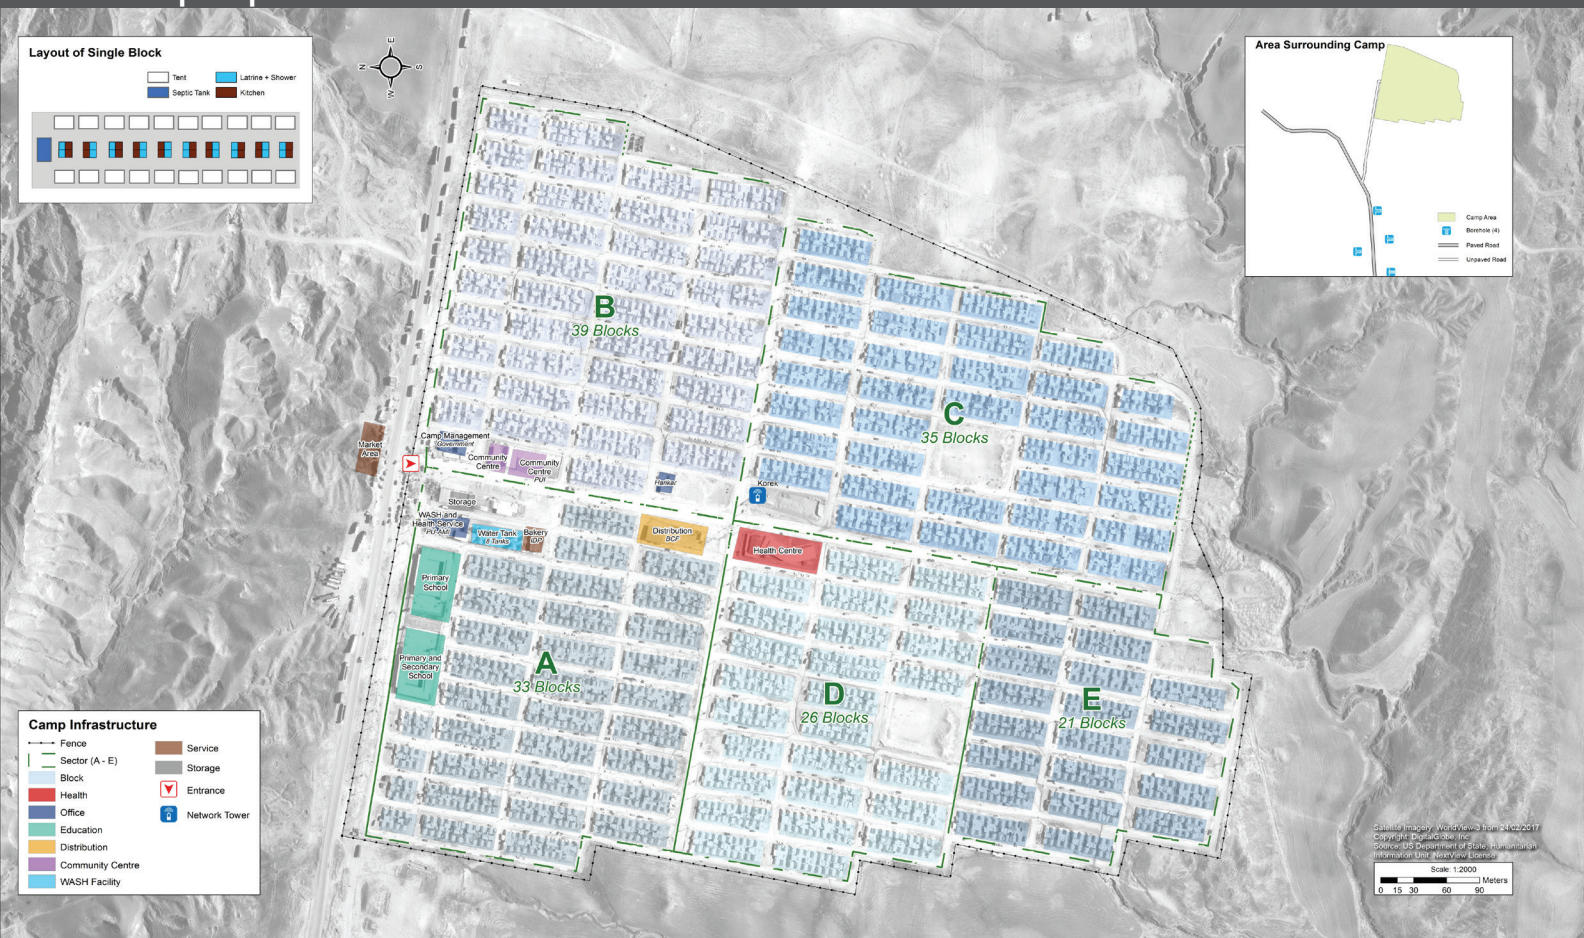 Layout of Single Block
Tent
Latrine + Shower
Septic Tank
Kitchen
E
N
S
W
Area Surrounding Camp
Camp Area
Borehole (4)
Paved Road
Unpaved Road
B
39 Blocks
C
35 Blocks
Market
Area
Camp Management
Government
Community
Centre
Community
Centre
PUI
Harikar
Korek
Storage
WASH and
Health Service
PU-AMI
Water Tank
8 Tanks
Bakery
IDP
Distribution
BCF
Health Centre
Primary
School
Primary and
Secondary
School
A
33 Blocks
D
26 Blocks
E
21 Blocks
Camp Infrastructure
Fence
Sector (A - E)
Block
Health
Office
Education
Distribution
Community Centre
WASH Facility
Service
Storage
Entrance
Network Tower
Satellite Imagery: WorldView-3 from 24/02/2017
Copyright: DigitalGlobe, Inc.
Source: US Department of State, Humanitarian
Information Unit, NextView License
Scale: 1:2000
Meters
0 15 30 60 90